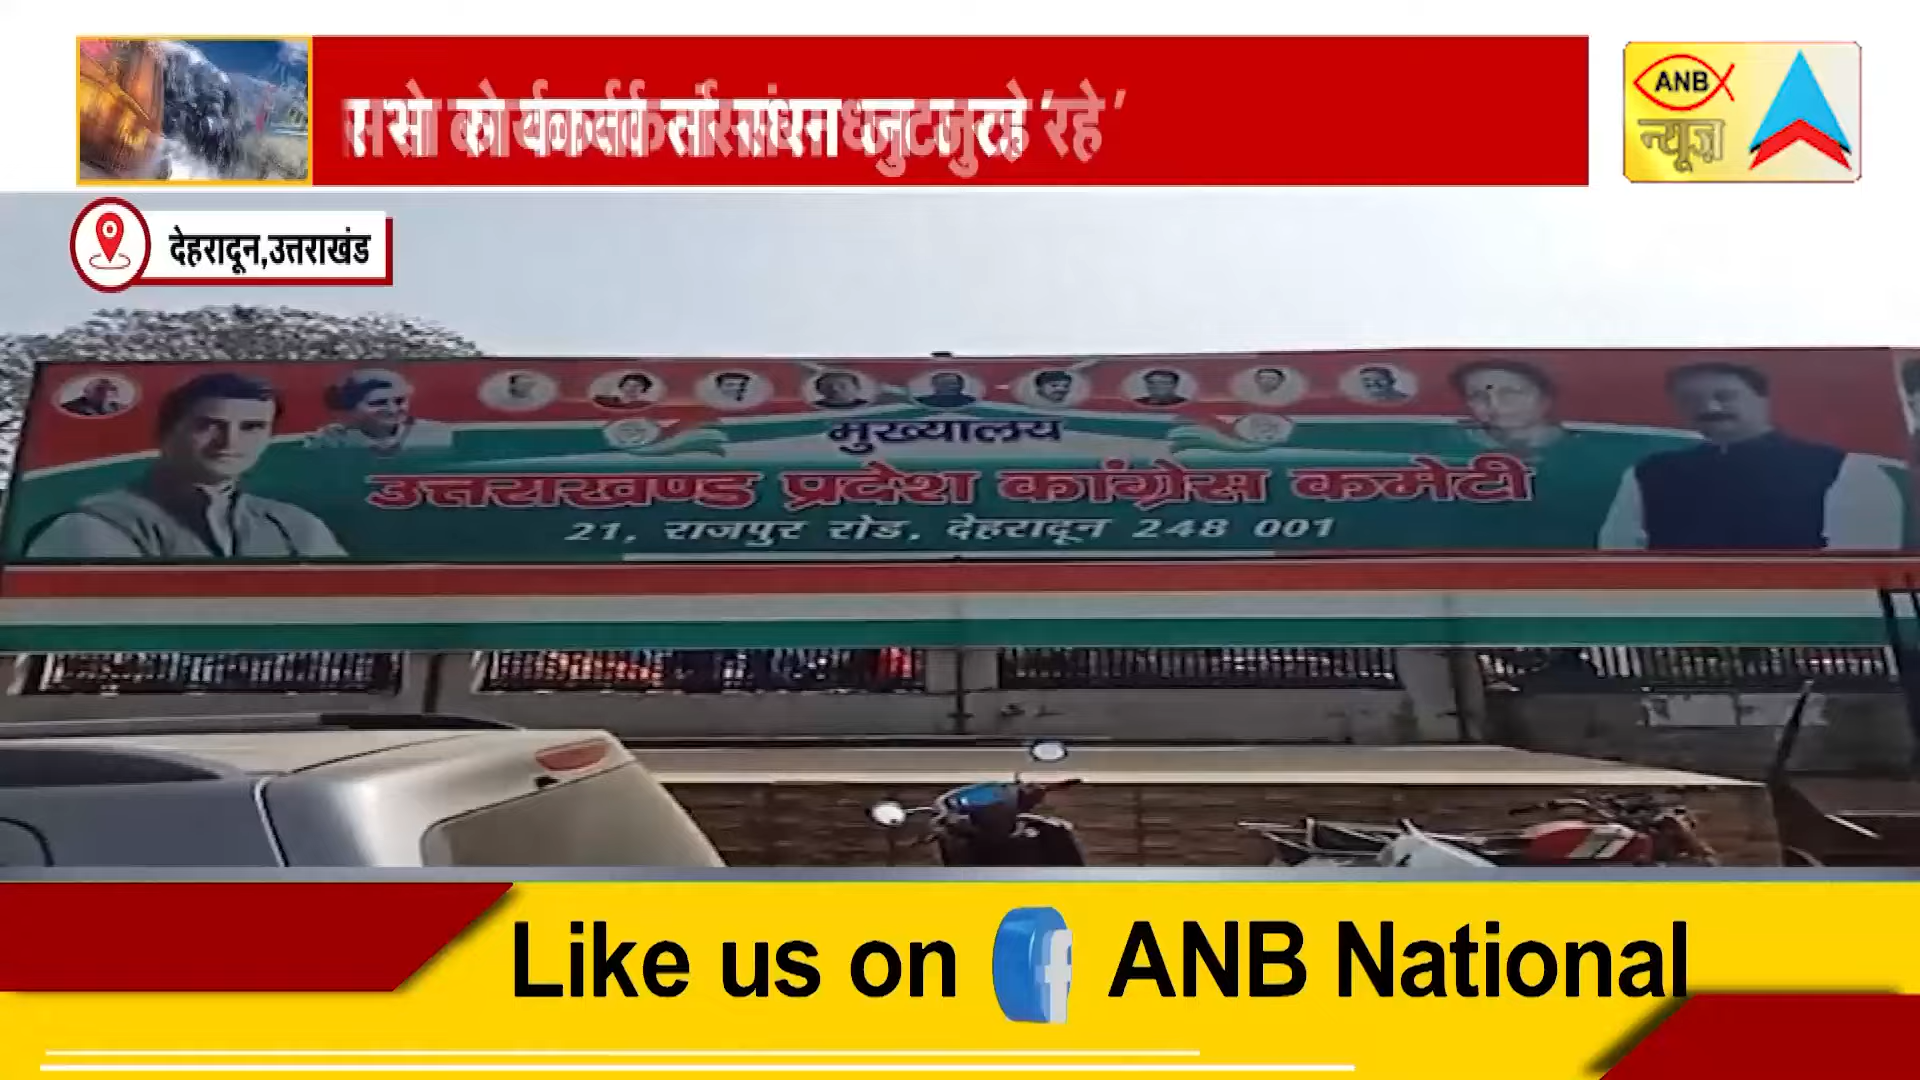 ANB
न्यूज़
देहरादून,उत्तराखंड
मुख्यालय
उत्तराखण्ड प्रदेश कांग्रेस कमेटी
21, राजपुर रोड, देहरादून 248 001
Like us on f ANB National